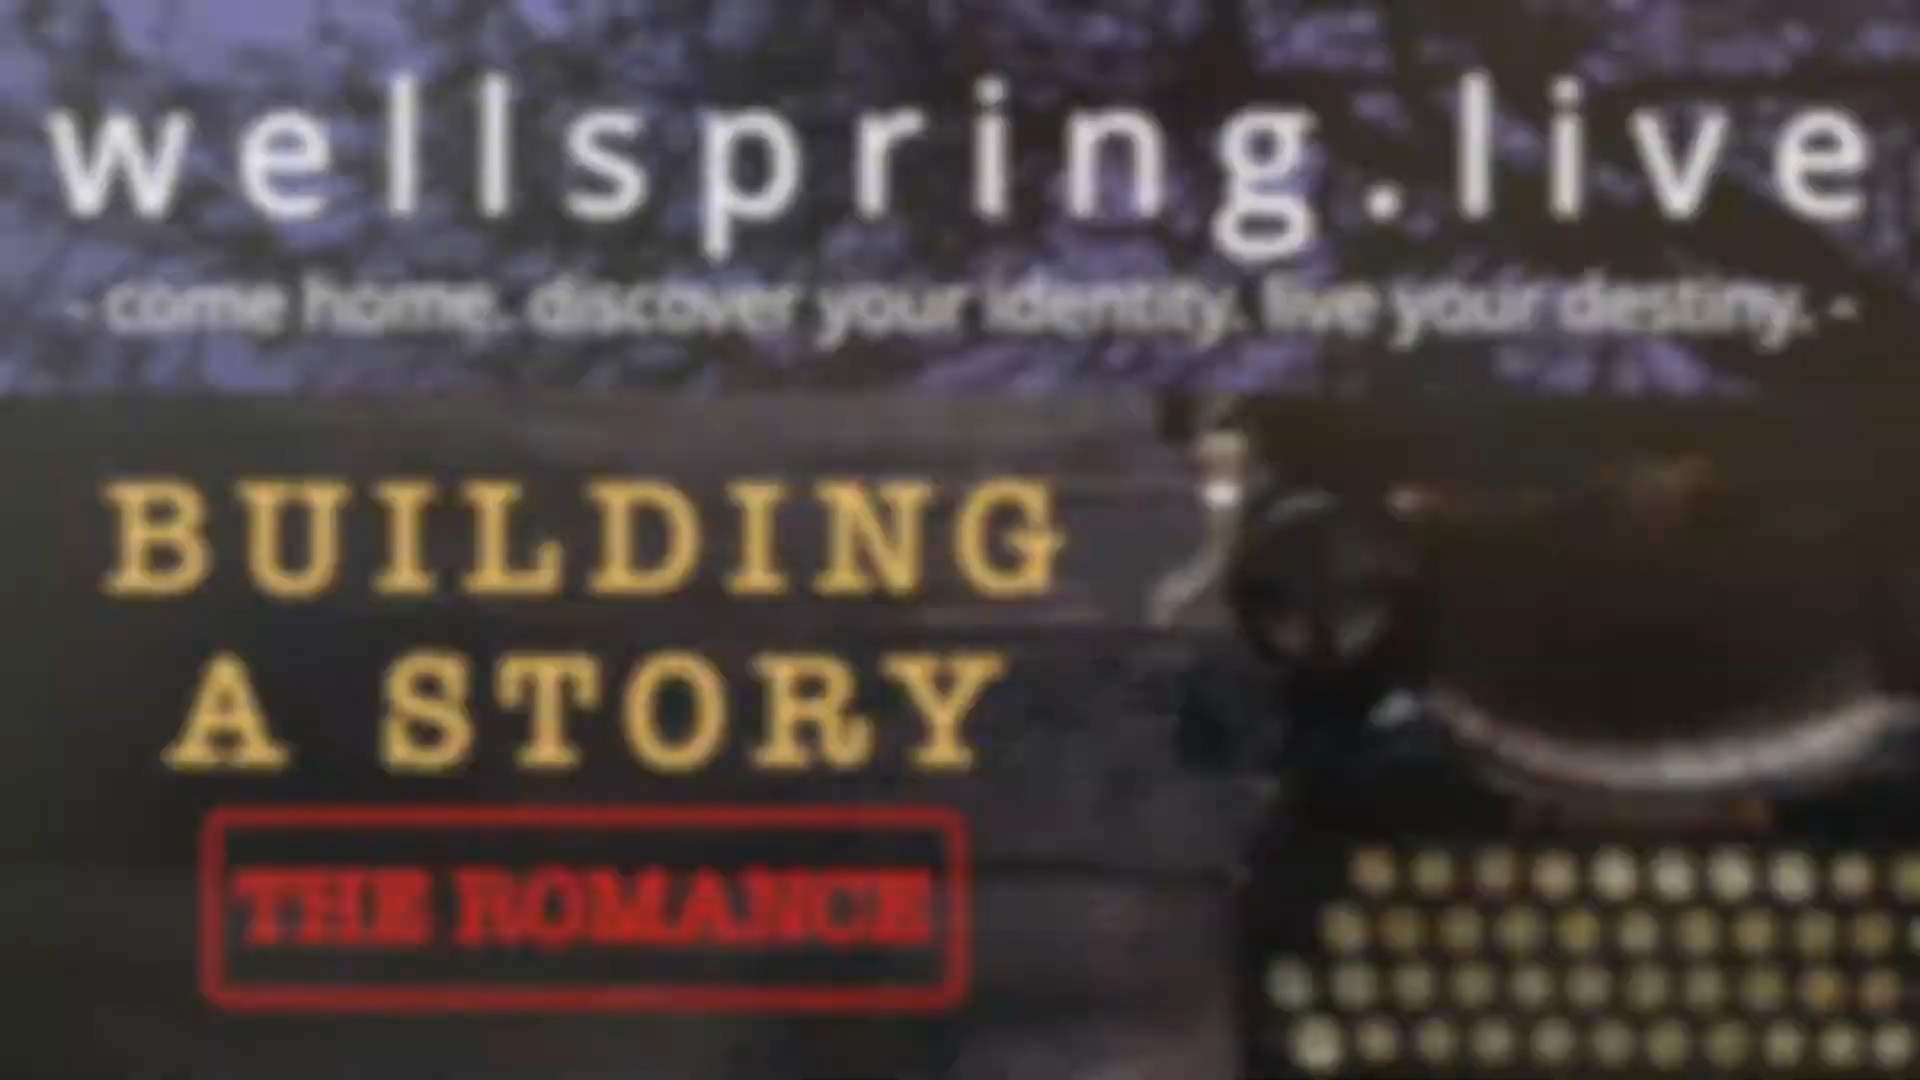 wellspring.live
- come home. discover your identity. live your destiny. -
BUILDING
A STORY
THE ROMANCE